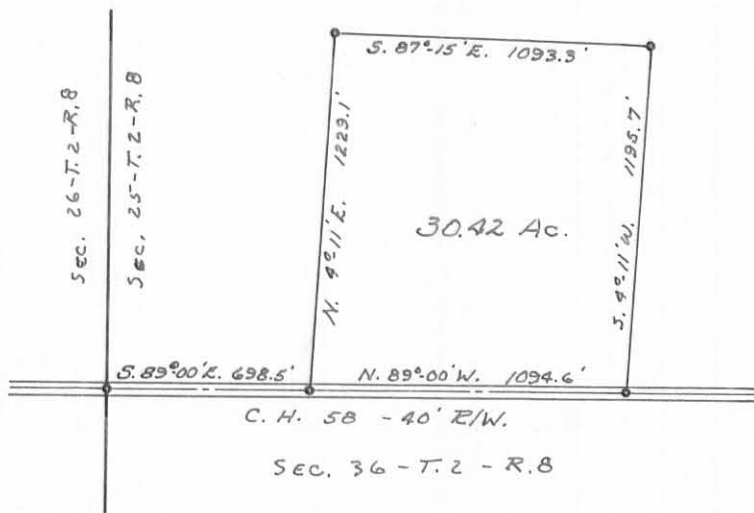 S. 87°-15' E. 1093.3'
Sec. 26-T.2-R.8
Sec. 25-T.2-R.8
N. 4°-11' E. 1229.1'
30.42 Ac.
S. 4°-11' W. 1195.7'
S. 89°00' E. 698.5'
N. 89°-00' W. 1094.6'
C. H. 58 - 40' R/W.
SEC. 36 - T. 2 - R.8